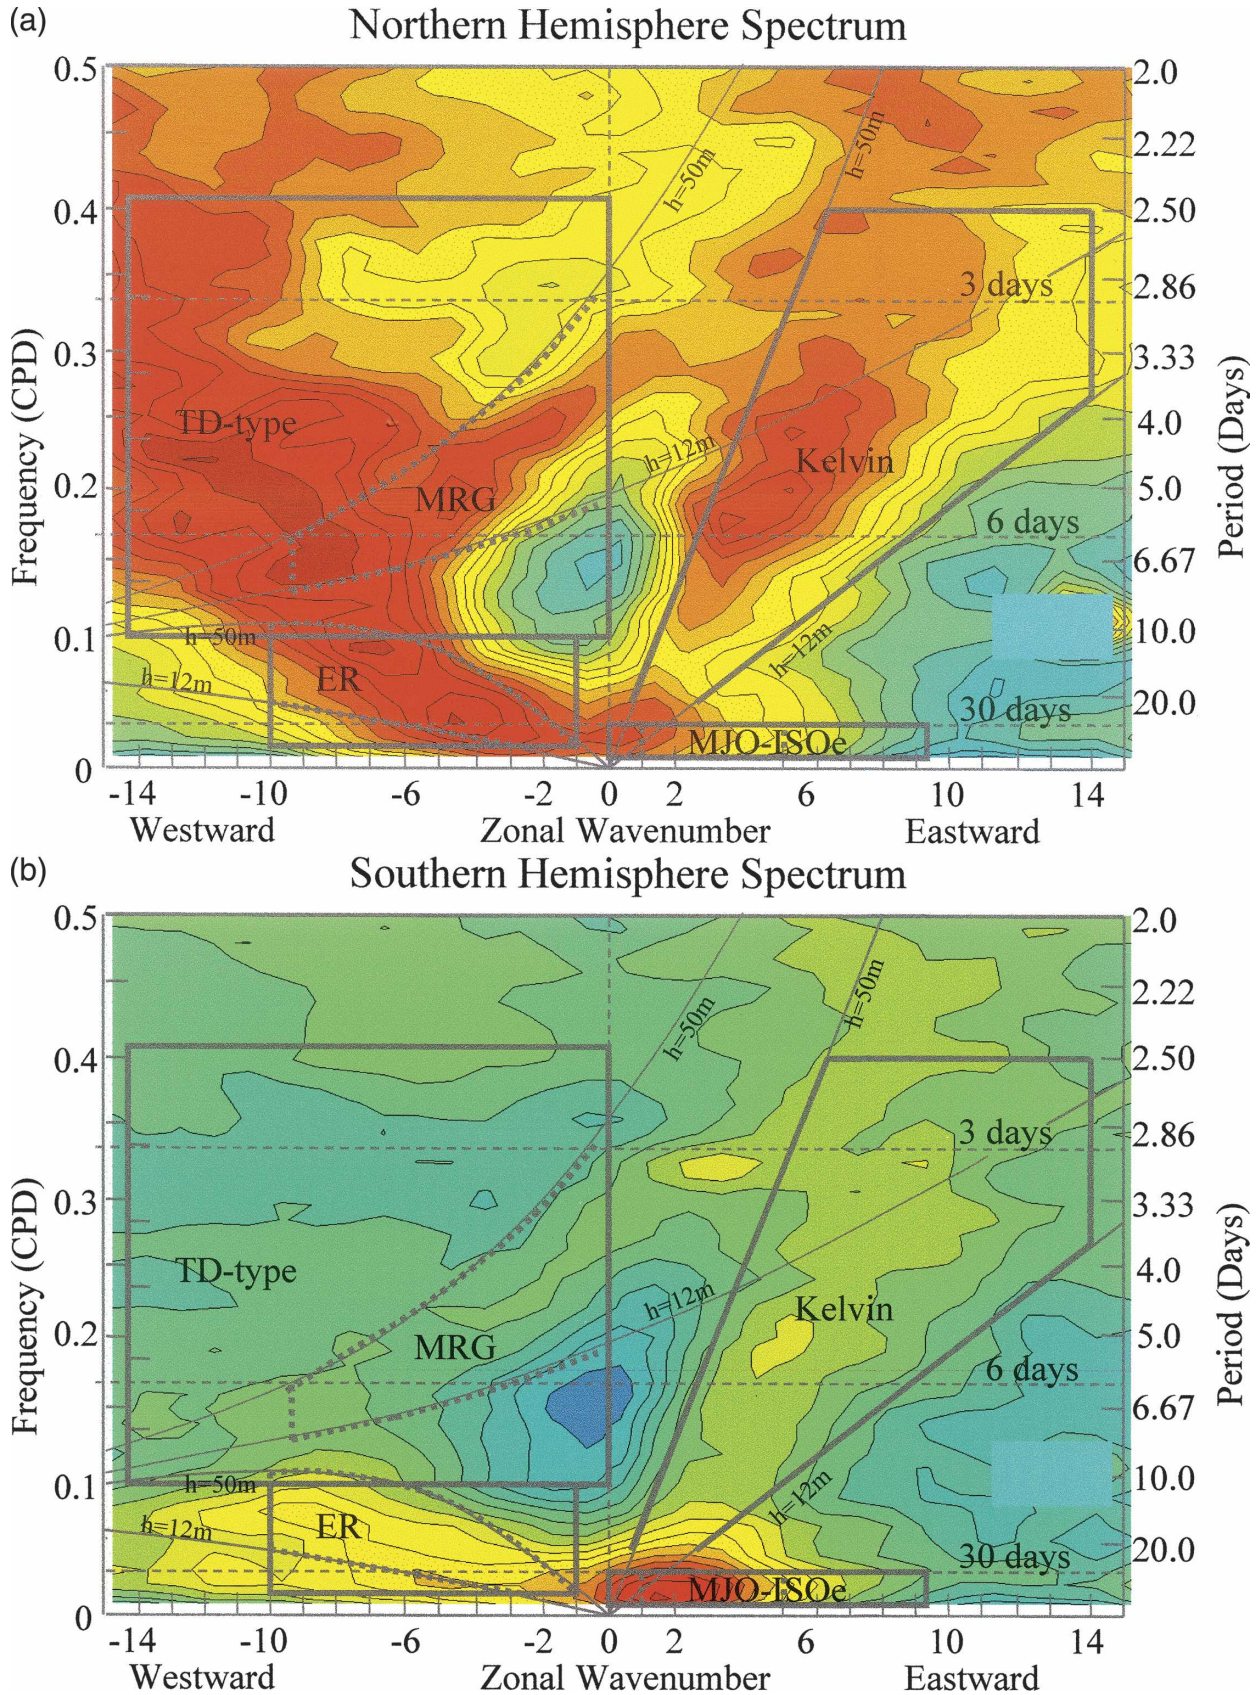 (a)
Northern Hemisphere Spectrum
0.5
2.0
h=50m
h=50m
2.22
0.4
2.50
3 days
2.86
0.3
3.33
TD-type
4.0
h=12m
Kelvin
MRG
0.2
5.0
6 days
6.67
0.1
h=50m
10.0
h=12m
ER
h=12m
20.0
30 days
MJO-ISOe
0
Frequency (CPD)
Period (Days)
-14 -10 -6 -2 0 2 6 10 14
Westward Zonal Wavenumber Eastward
(b)
Southern Hemisphere Spectrum
0.5
2.0
h=50m
h=50m
2.22
0.4
2.50
3 days
2.86
0.3
3.33
TD-type
4.0
h=12m
Kelvin
MRG
0.2
5.0
6 days
6.67
0.1
h=50m
10.0
h=12m
ER
h=12m
20.0
30 days
MJO-ISOe
0
Frequency (CPD)
Period (Days)
-14 -10 -6 -2 0 2 6 10 14
Westward Zonal Wavenumber Eastward